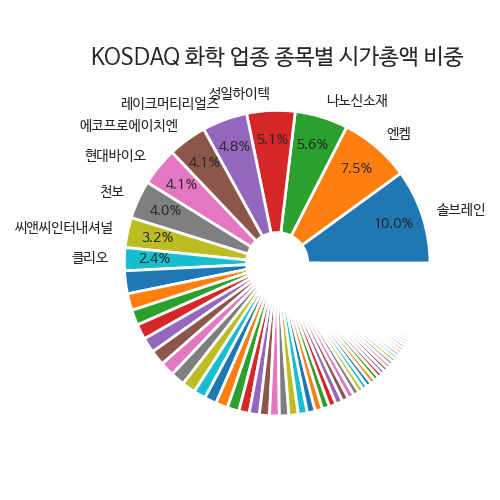 KOSDAQ 화학 업종 종목별 시가총액 비중
솔브레인
10.0%
엔켐
7.5%
나노신소재
5.6%
성일하이텍
5.1%
레이크머티리얼즈
4.8%
에코프로에이치엔
4.1%
현대바이오
4.1%
천보
4.0%
씨앤씨인터내셔널
3.2%
클리오
2.4%